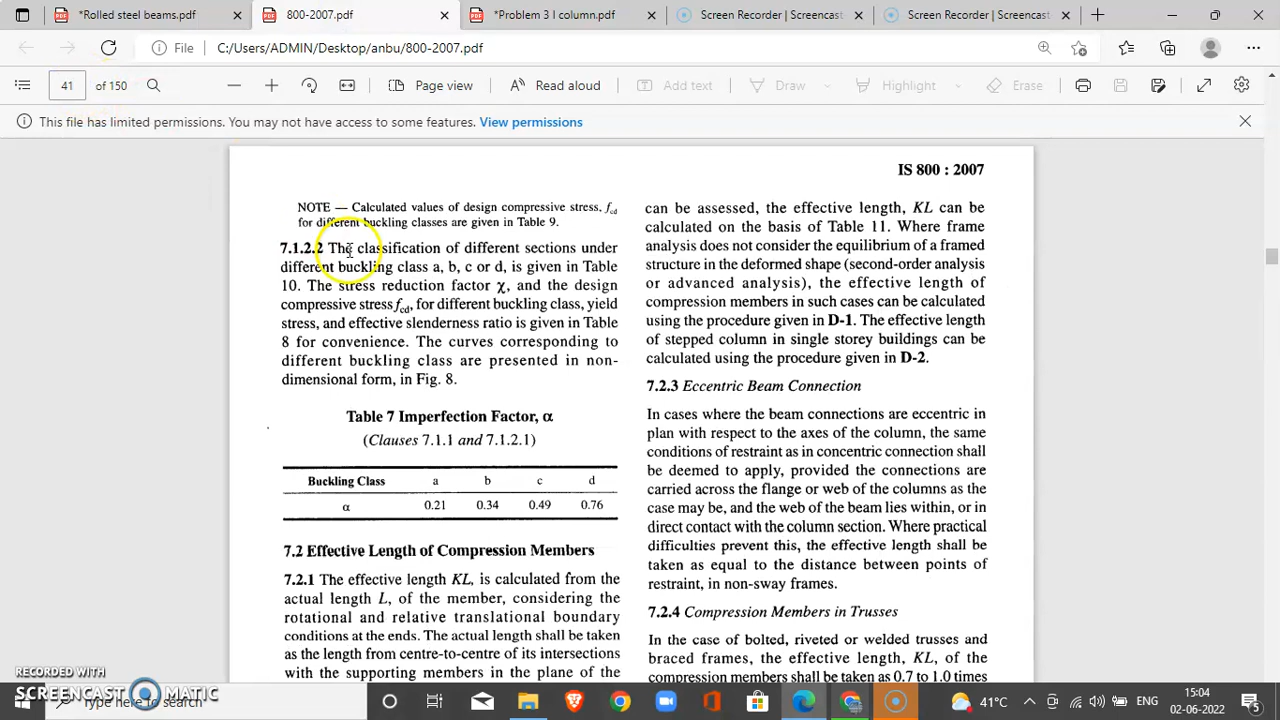 *Rolled steel beams.pdf
800-2007.pdf
*Problem 3 I column.pdf
Screen Recorder | Screencast
Screen Recorder | Screencast
File
C:/Users/ADMIN/Desktop/anbu/800-2007.pdf
41
of 150
Page view
Read aloud
Add text
Draw
Highlight
Erase
This file has limited permissions. You may not have access to some features. View permissions
IS 800 : 2007
NOTE — Calculated values of design compressive stress, fcd
for different buckling classes are given in Table 9.
7.1.2.2 The classification of different sections under
different buckling class a, b, c or d, is given in Table
10. The stress reduction factor χ, and the design
compressive stress fcd, for different buckling class, yield
stress, and effective slenderness ratio is given in Table
8 for convenience. The curves corresponding to
different buckling class are presented in non-
dimensional form, in Fig. 8.
Table 7 Imperfection Factor, α
(Clauses 7.1.1 and 7.1.2.1)
Buckling Class a b c d
α 0.21 0.34 0.49 0.76
7.2 Effective Length of Compression Members
7.2.1 The effective length KL, is calculated from the
actual length L, of the member, considering the
rotational and relative translational boundary
conditions at the ends. The actual length shall be taken
as the length from centre-to-centre of its intersections
with the supporting members in the plane of the
can be assessed, the effective length, KL can be
calculated on the basis of Table 11. Where frame
analysis does not consider the equilibrium of a framed
structure in the deformed shape (second-order analysis
or advanced analysis), the effective length of
compression members in such cases can be calculated
using the procedure given in D-1. The effective length
of stepped column in single storey buildings can be
calculated using the procedure given in D-2.
7.2.3 Eccentric Beam Connection
In cases where the beam connections are eccentric in
plan with respect to the axes of the column, the same
conditions of restraint as in concentric connection shall
be deemed to apply, provided the connections are
carried across the flange or web of the columns as the
case may be, and the web of the beam lies within, or in
direct contact with the column section. Where practical
difficulties prevent this, the effective length shall be
taken as equal to the distance between points of
restraint, in non-sway frames.
7.2.4 Compression Members in Trusses
In the case of bolted, riveted or welded trusses and
braced frames, the effective length, KL, of the
compression members shall be taken as 0.7 to 1.0 times
RECORDED WITH
SCREENCAST MATIC
Type here to search
41°C
ENG
15:04
02-06-2022
5